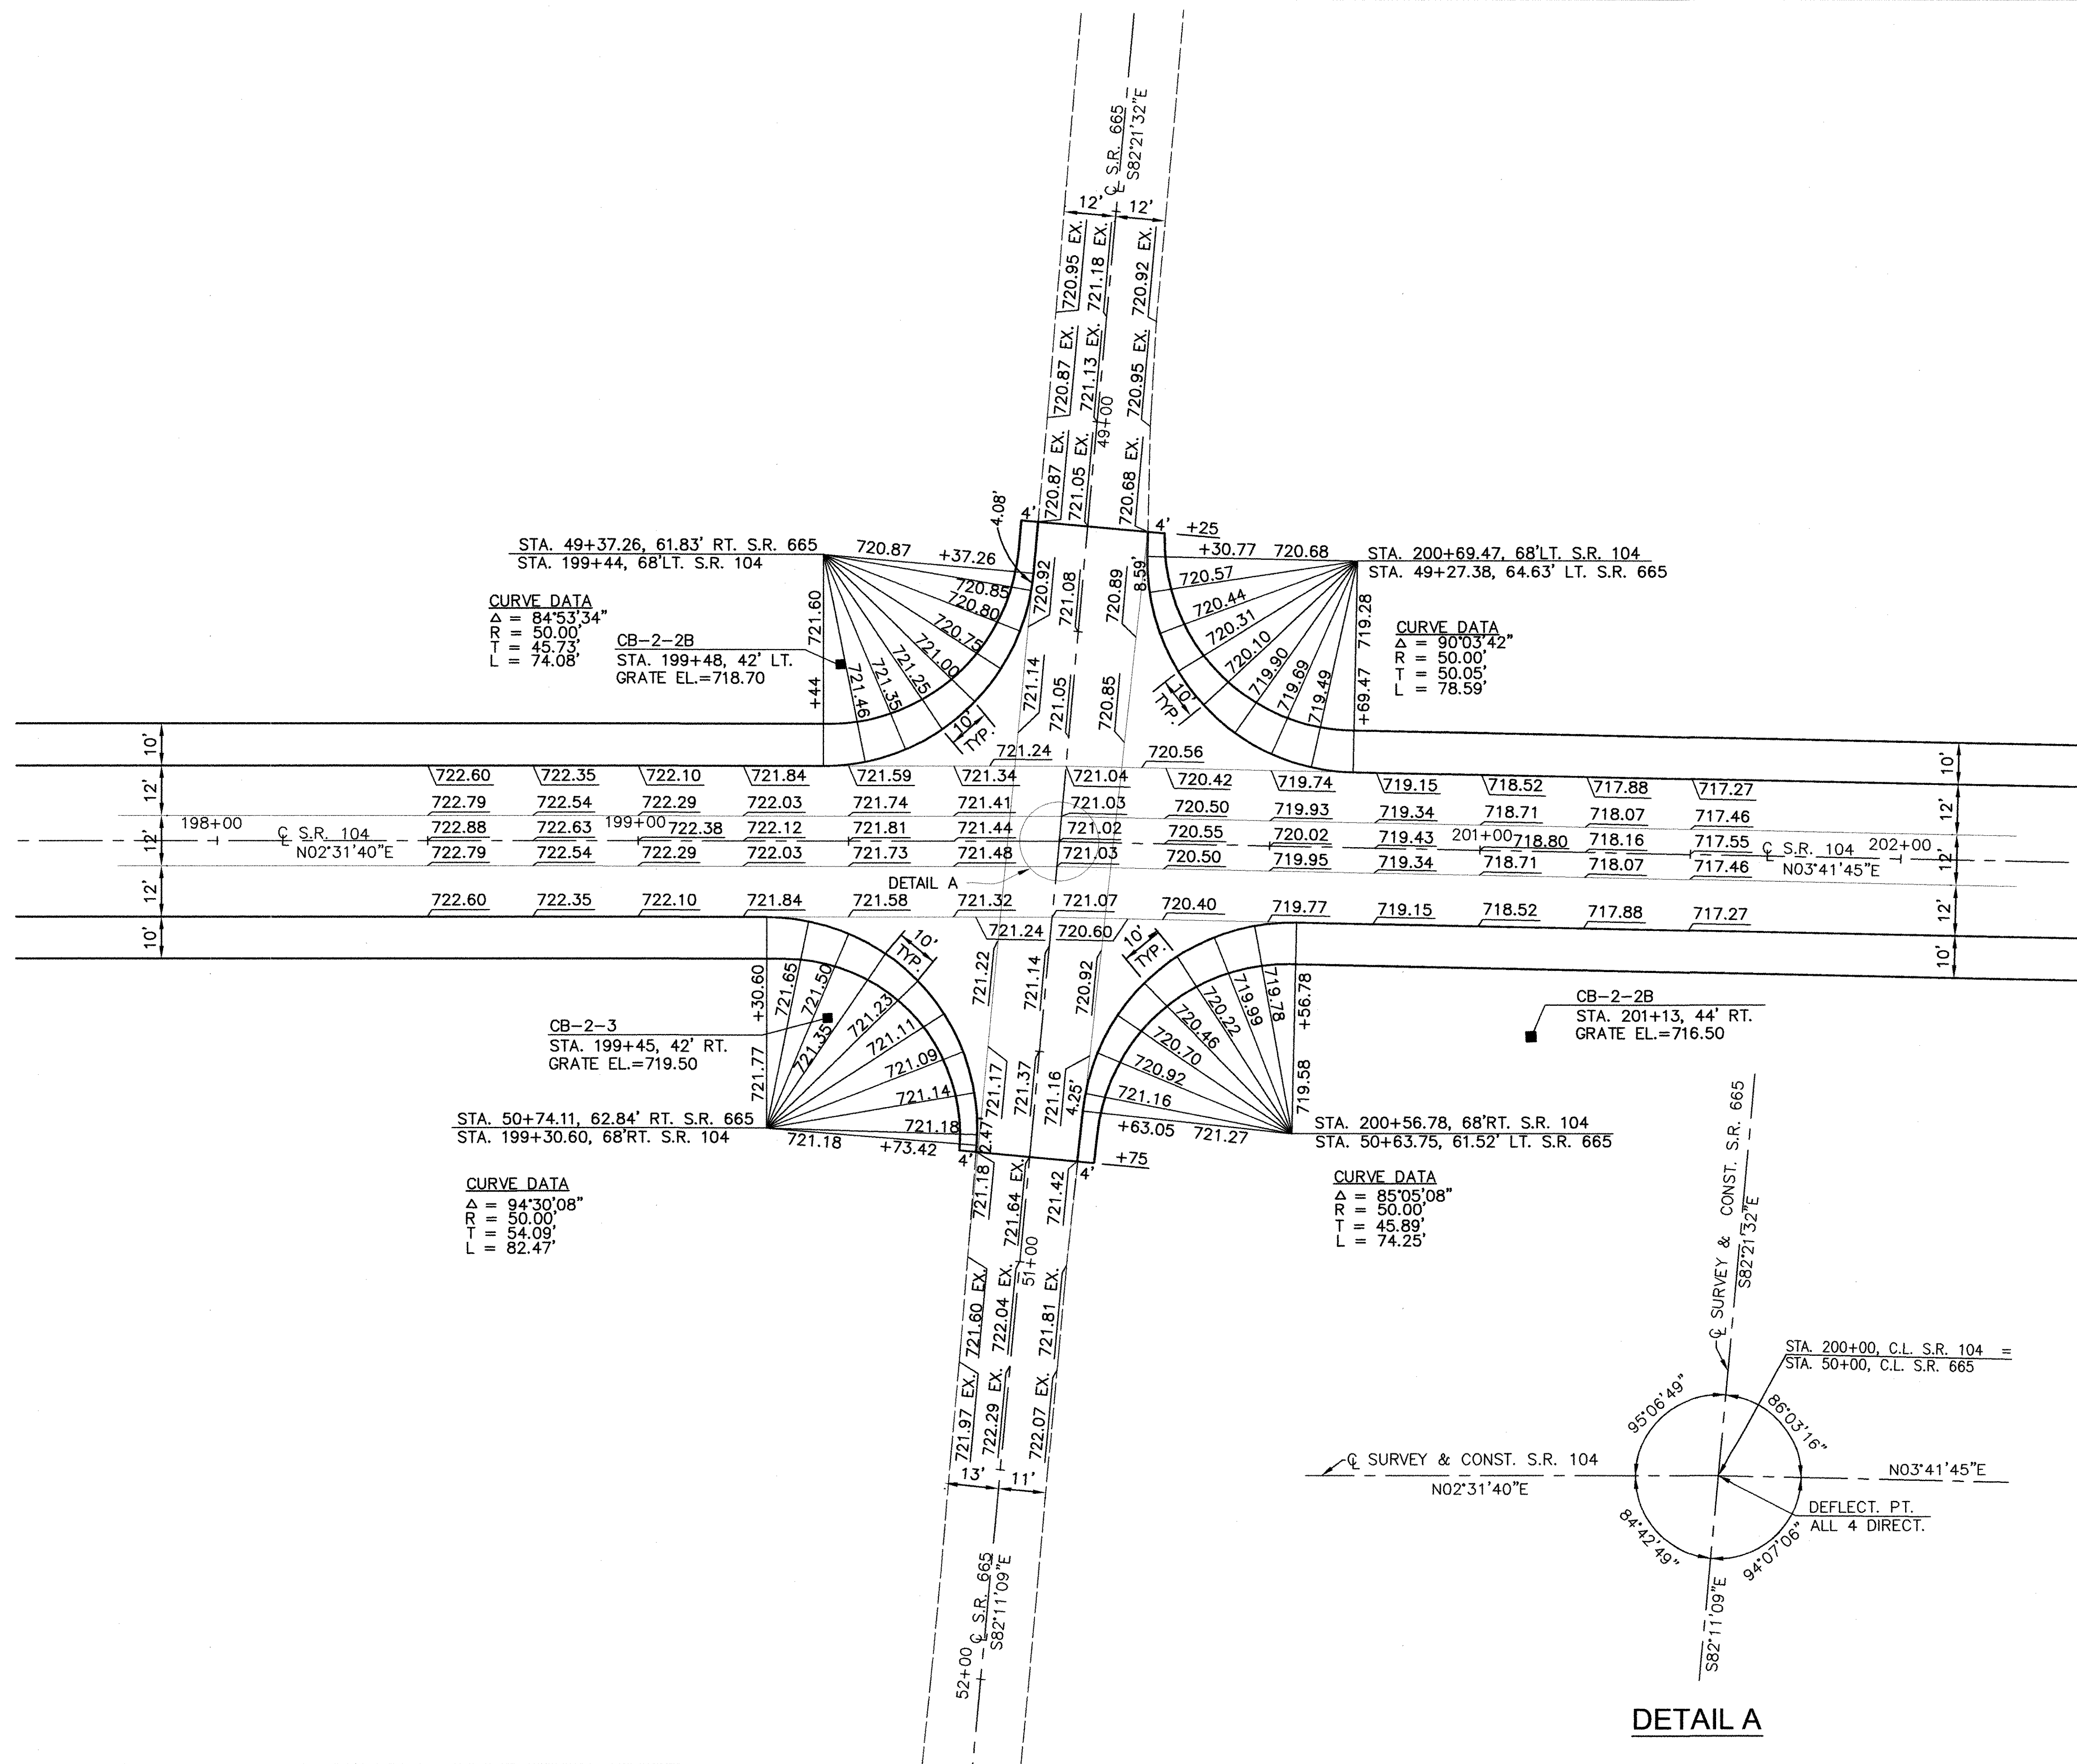 ℄ S.R. 665
S82°21'32"E
12' 12'
720.95 EX.
721.18 EX.
720.92 EX.
720.87 EX.
721.13 EX.
720.95 EX.
49+00
720.87 EX.
721.05 EX.
720.68 EX.
4.08'
4'
4'
+25
STA. 49+37.26, 61.83' RT. S.R. 665
STA. 199+44, 68'LT. S.R. 104
720.87 +37.26
720.85
720.80
720.75
721.00
721.25
721.35
721.46
721.60
+44
10'
TYP.
CURVE DATA
Δ = 84°53'34"
R = 50.00'
T = 45.73'
L = 74.08'
CB-2-2B
STA. 199+48, 42' LT.
GRATE EL.=718.70
720.92
721.08
720.89
8.59'
721.14
721.05
720.85
+30.77 720.68
STA. 200+69.47, 68'LT. S.R. 104
STA. 49+27.38, 64.63' LT. S.R. 665
720.57
720.44
720.31
720.10
719.90
719.69
719.49
719.28
+69.47
10'
TYP.
CURVE DATA
Δ = 90°03'42"
R = 50.00'
T = 50.05'
L = 78.59'
721.24 720.56
10' 10'
722.60 722.35 722.10 721.84 721.59 721.34 721.04 720.42 719.74 719.15 718.52 717.88 717.27
12' 12'
722.79 722.54 722.29 722.03 721.74 721.41 721.03 720.50 719.93 719.34 718.71 718.07 717.46
198+00 ℄ S.R. 104 199+00 201+00 ℄ S.R. 104 202+00
N02°31'40"E N03°41'45"E
722.88 722.63 722.38 722.12 721.81 721.44 721.02 720.55 720.02 719.43 718.80 718.16 717.55
12' 12'
722.79 722.54 722.29 722.03 721.73 721.48 721.03 720.50 719.95 719.34 718.71 718.07 717.46
DETAIL A
12' 12'
722.60 722.35 722.10 721.84 721.58 721.32 721.07 720.40 719.77 719.15 718.52 717.88 717.27
10' 10'
721.24 720.60
10'
TYP.
10'
TYP.
+30.60
721.77
721.65
721.50
721.35
721.23
721.11
721.09
721.14
721.18
721.18 +73.42
CB-2-3
STA. 199+45, 42' RT.
GRATE EL.=719.50
STA. 50+74.11, 62.84' RT. S.R. 665
STA. 199+30.60, 68'RT. S.R. 104
CURVE DATA
Δ = 94°30'08"
R = 50.00'
T = 54.09'
L = 82.47'
721.22
721.14
720.92
721.17
721.37
721.16
4.25'
2.47'
4'
4'
+75
+56.78
719.58
719.78
719.99
720.22
720.46
720.70
720.92
721.16
+63.05 721.27
STA. 200+56.78, 68'RT. S.R. 104
STA. 50+63.75, 61.52' LT. S.R. 665
CURVE DATA
Δ = 85°05'08"
R = 50.00'
T = 45.89'
L = 74.25'
CB-2-2B
STA. 201+13, 44' RT.
GRATE EL.=716.50
721.18
721.64 EX.
721.42
51+00
721.60 EX.
722.04 EX.
721.81 EX.
721.97 EX.
722.29 EX.
722.07 EX.
13' 11'
℄ S.R. 665
S82°11'09"E
52+00
℄ SURVEY & CONST. S.R. 665
S82°21'32"E
STA. 200+00, C.L. S.R. 104 =
STA. 50+00, C.L. S.R. 665
95°06'49"
86°03'16"
℄ SURVEY & CONST. S.R. 104
N02°31'40"E
N03°41'45"E
DEFLECT. PT.
ALL 4 DIRECT.
84°42'49"
94°07'06"
S82°11'09"E
DETAIL A